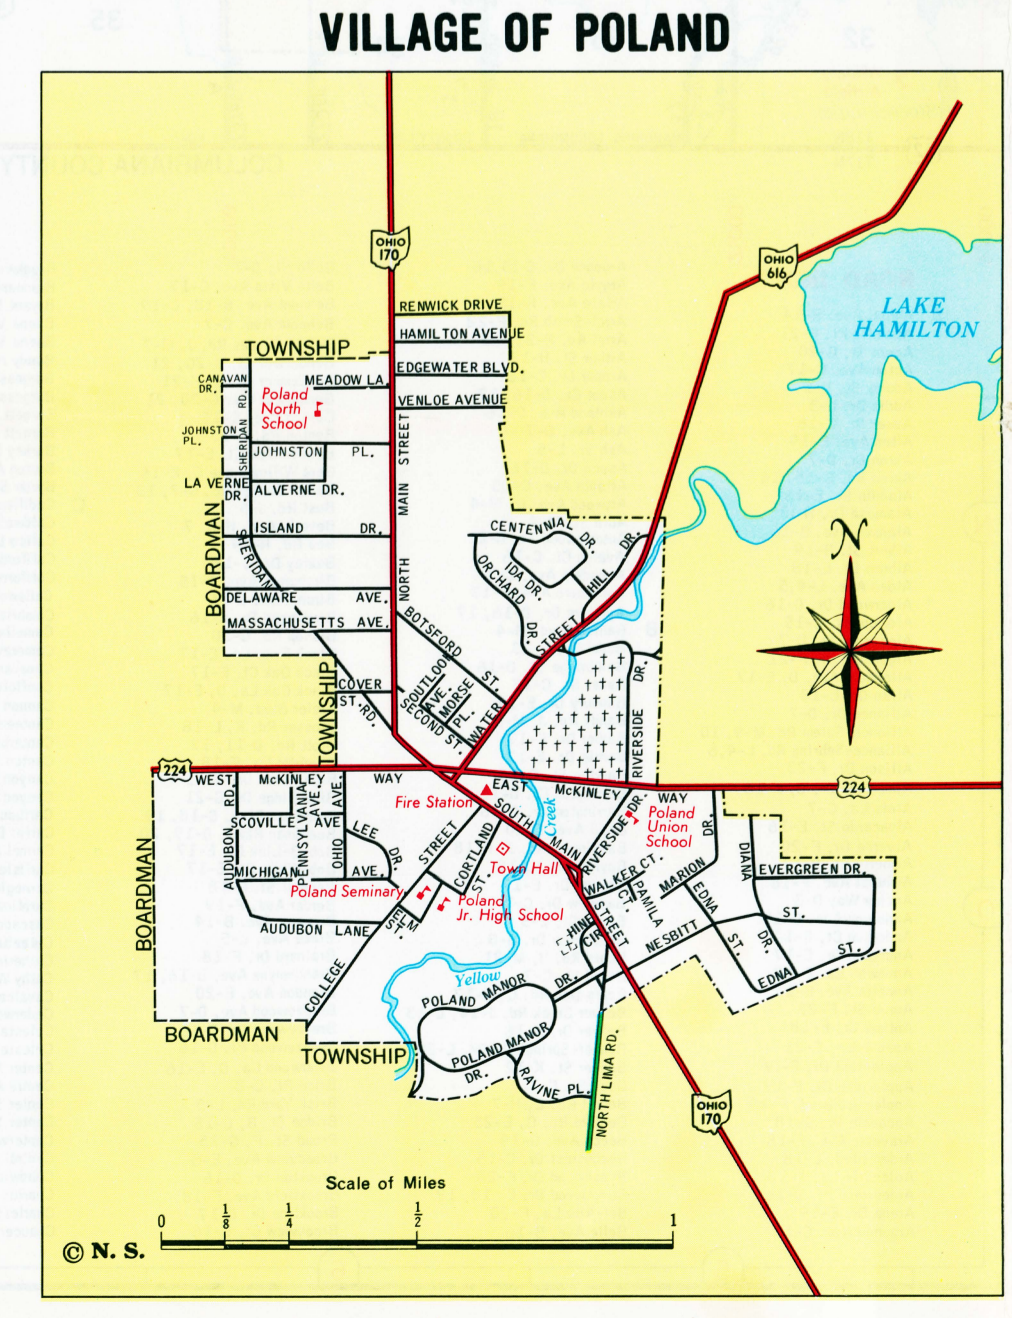 VILLAGE OF POLAND
OHIO
170
OHIO
616
LAKE
HAMILTON
RENWICK DRIVE
HAMILTON AVENUE
EDGEWATER BLVD.
VENLOE AVENUE
TOWNSHIP
CANAVAN
DR.
MEADOW LA.
Poland
North
School
SHERIDAN RD.
JOHNSTON
PL.
JOHNSTON PL.
LA VERNE
DR.
ALVERNE DR.
BOARDMAN
ISLAND DR.
SHERIDAN
NORTH MAIN STREET
DELAWARE AVE.
MASSACHUSETTS AVE.
CENTENNIAL DR.
IDA DR.
ORCHARD DR.
HILL DR.
N
BOTSFORD ST.
OUTLOOK
AVE.
MORSE
PL.
SECOND ST.
WATER STREET
COVER
ST. RD.
TOWNSHIP
RIVERSIDE DR.
224
WEST McKINLEY WAY
EAST McKINLEY WAY
224
RD.
AUDUBON
SCOVILLE AVE
PENNSYLVANIA
AVE.
OHIO AVE.
LEE DR.
MICHIGAN AVE.
Fire Station
SOUTH MAIN STREET
Creek
RIVERSIDE DR.
Poland
Union
School
Town Hall
CORTLAND
ST.
COLLEGE STREET
Poland Seminary
Poland
Jr. High School
ELM
ST.
AUDUBON LANE
BOARDMAN
WALKER CT.
CT.
PAMILA
MARION DR.
EDNA ST.
DIANA DR.
EVERGREEN DR.
HINE
CIR.
NESBITT ST.
EDNA ST.
Yellow
POLAND MANOR DR.
POLAND MANOR
DR.
RAVINE PL.
NORTH LIMA RD.
BOARDMAN
TOWNSHIP
OHIO
170
Scale of Miles
0 1/8 1/4 1/2 1
© N. S.